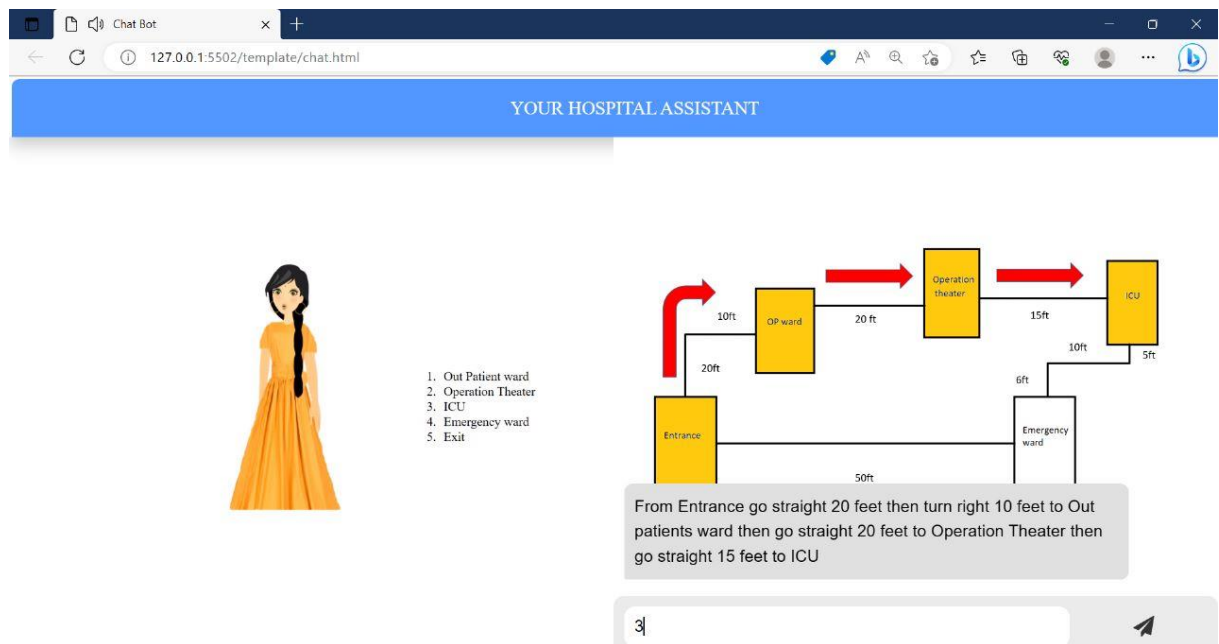 Chat Bot
127.0.0.1:5502/template/chat.html
YOUR HOSPITAL ASSISTANT
1. Out Patient ward
2. Operation Theater
3. ICU
4. Emergency ward
5. Exit
Operation
theater
ICU
10ft
OP ward
20 ft
15ft
10ft
5ft
20ft
6ft
Entrance
Emergency
ward
50ft
From Entrance go straight 20 feet then turn right 10 feet to Out
patients ward then go straight 20 feet to Operation Theater then
go straight 15 feet to ICU
3